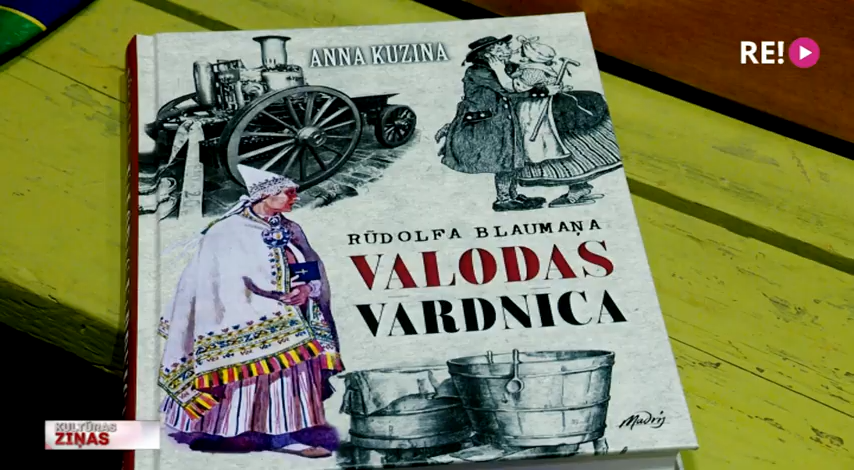 RE!
ANNA KUZINA
RŪDOLFA BLAUMAŅA
VALODAS
VĀRDNĪCA
Madris
KULTŪRAS
ZIŅAS